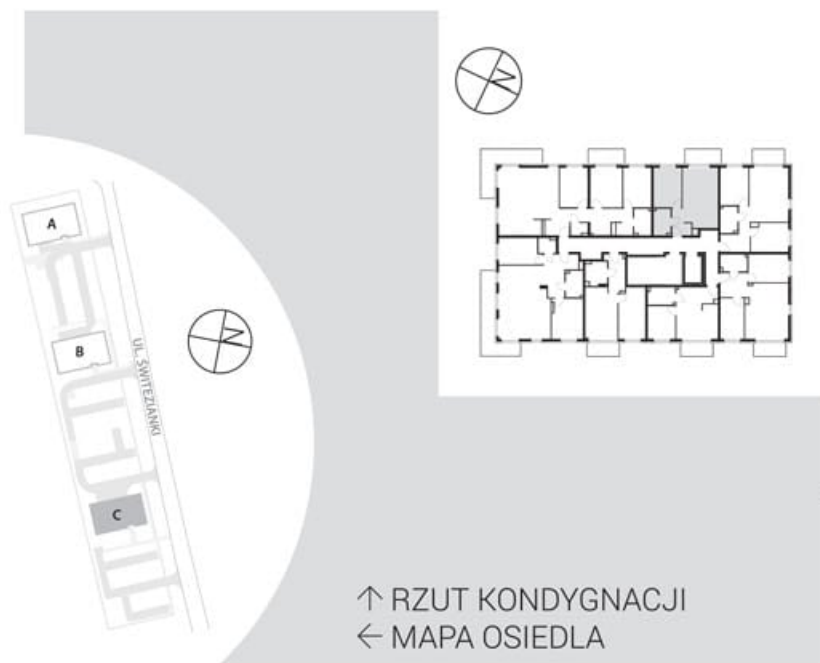 N
A
B
N
UL. ŚWITEZIANKI
C
↑ RZUT KONDYGNACJI
← MAPA OSIEDLA